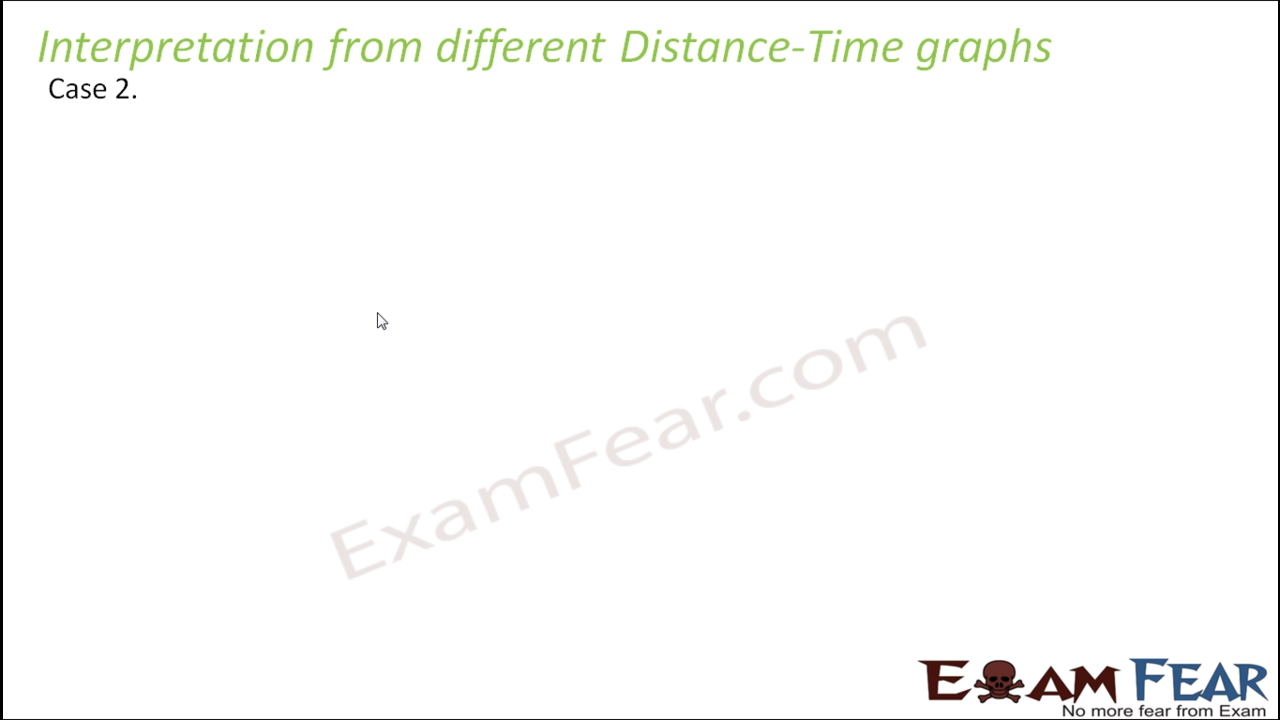 Interpretation from different Distance-Time graphs
Case 2.
ExamFear.com
EXAM FEAR
No more fear from Exam